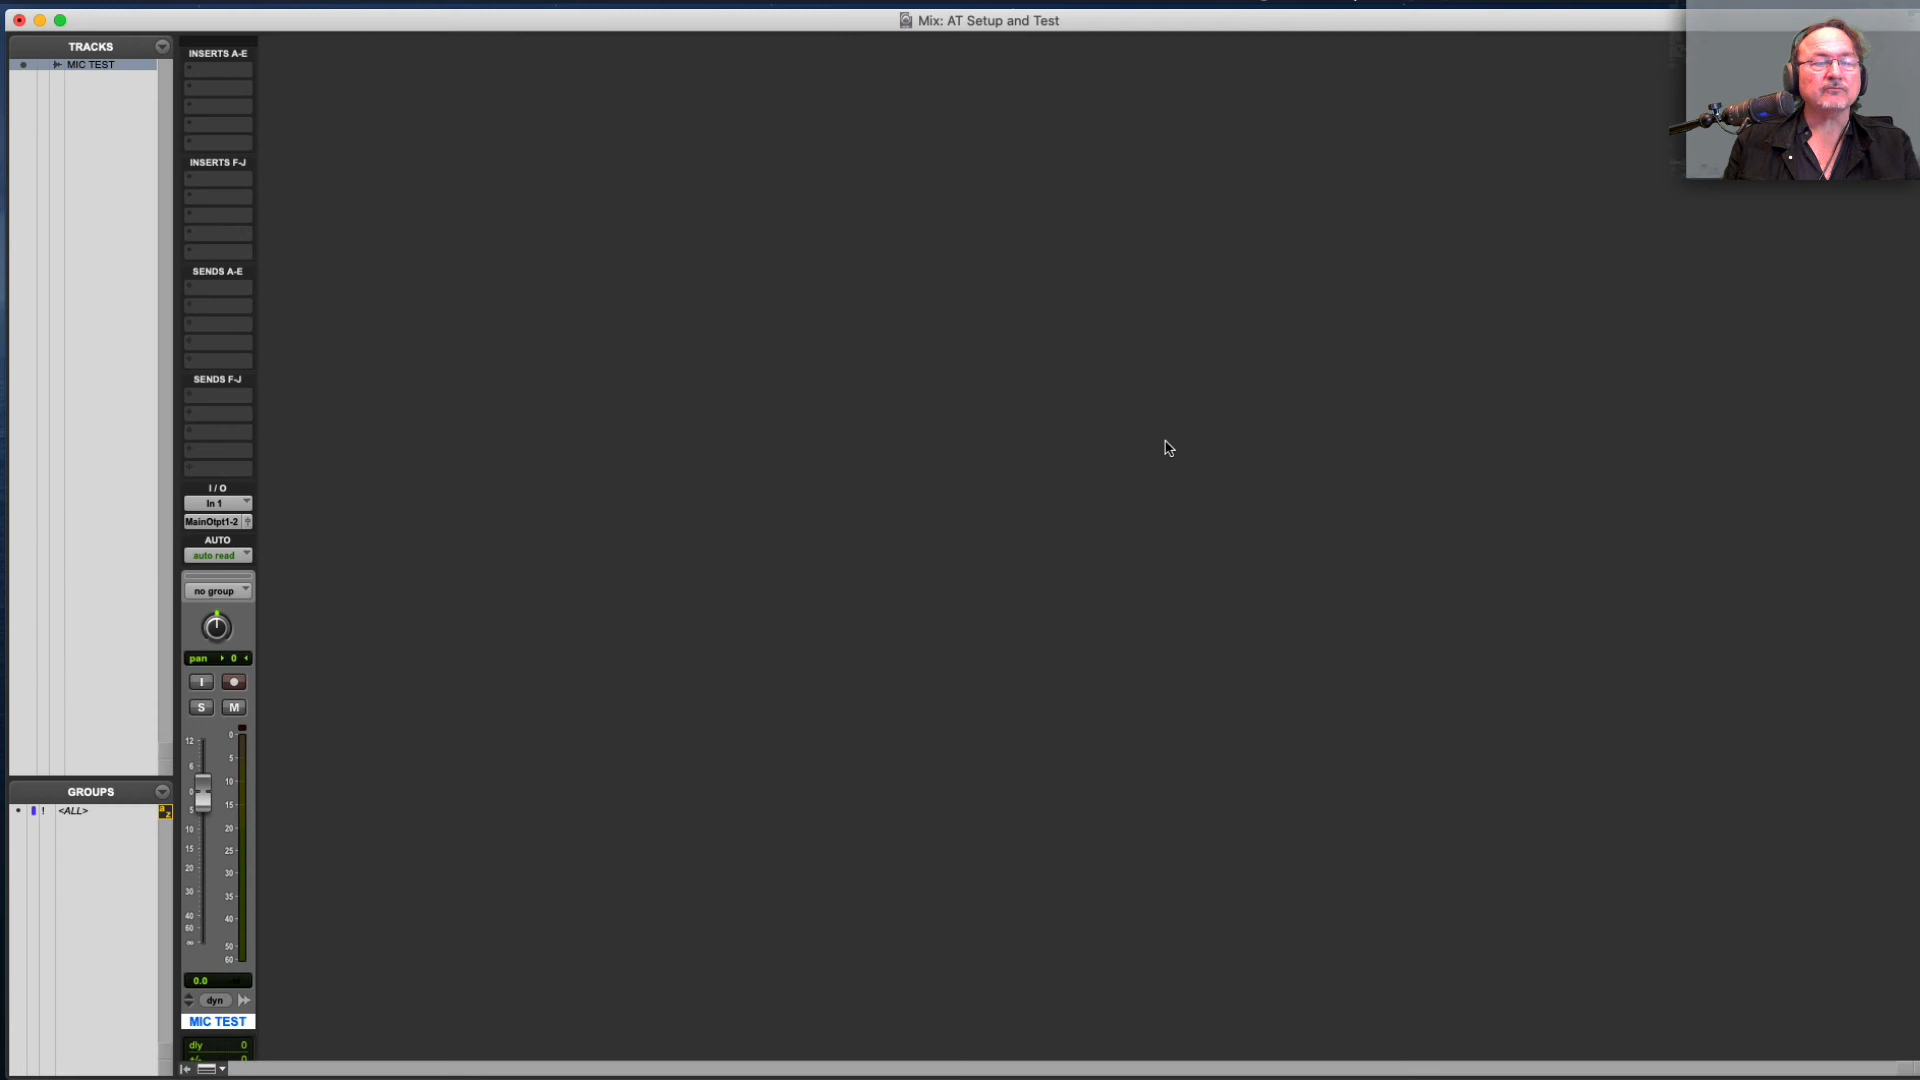 Mix: AT Setup and Test
TRACKS
MIC TEST
GROUPS
! <ALL>
a
z
INSERTS A-E
INSERTS F-J
SENDS A-E
SENDS F-J
I / O
In 1
MainOtpt1-2
AUTO
auto read
no group
pan 0
I
S M
12
6
0
5
10
15
20
30
40
60
∞
0
5
10
15
20
25
30
35
40
50
60
0.0
dyn
MIC TEST
dly 0
+/- 0